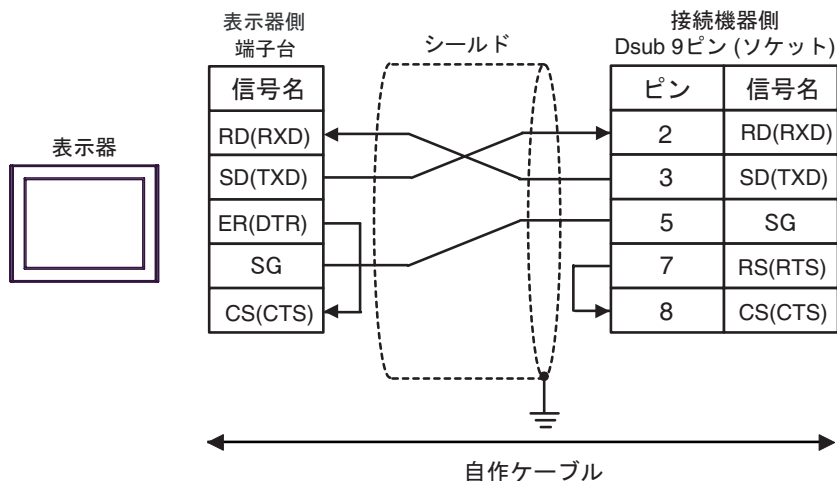 表示器側
端子台
シールド
接続機器側
Dsub 9ピン (ソケット)
信号名
ピン
信号名
表示器
RD(RXD)
2
RD(RXD)
SD(TXD)
3
SD(TXD)
ER(DTR)
5
SG
SG
7
RS(RTS)
CS(CTS)
8
CS(CTS)
自作ケーブル